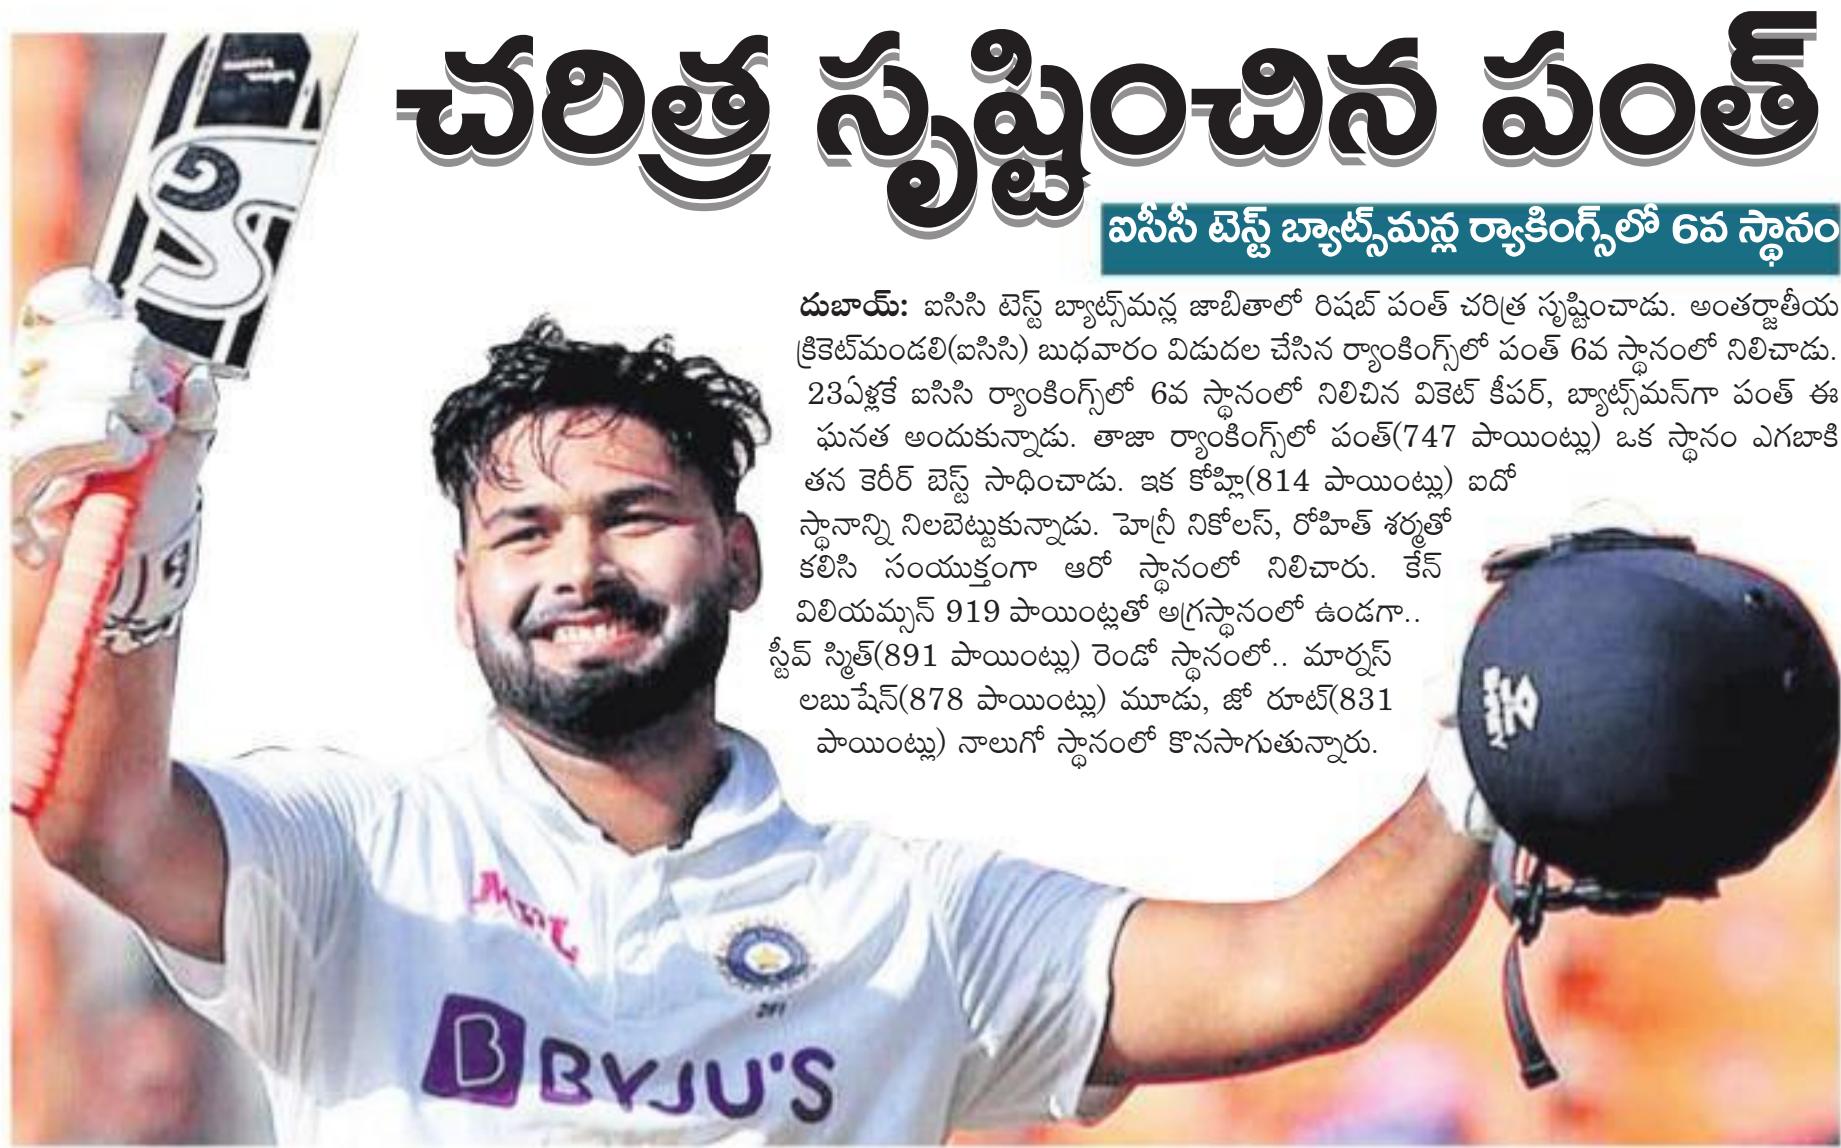 చరిత్ర సృష్టించిన పంత్
ఐసీసీ టెస్ట్ బ్యాట్స్‌మన్ల ర్యాకింగ్స్‌లో 6వ స్థానం
దుబాయ్: ఐసిసి టెస్ట్ బ్యాట్స్‌మన్ల జాబితాలో రిషబ్ పంత్ చరిత్ర సృష్టించాడు. అంతర్జాతీయ
క్రికెట్‌మండలి(ఐసిసి) బుధవారం విడుదల చేసిన ర్యాంకింగ్స్‌లో పంత్ 6వ స్థానంలో నిలిచాడు.
23ఏళ్లకే ఐసిసి ర్యాంకింగ్స్‌లో 6వ స్థానంలో నిలిచిన వికెట్ కీపర్, బ్యాట్స్‌మన్‌గా పంత్ ఈ
ఘనత అందుకున్నాడు. తాజా ర్యాంకింగ్స్‌లో పంత్(747 పాయింట్లు) ఒక స్థానం ఎగబాకి
తన కెరీర్ బెస్ట్ సాధించాడు. ఇక కోహ్లి(814 పాయింట్లు) ఐదో
స్థానాన్ని నిలబెట్టుకున్నాడు. హెన్రీ నికోలస్, రోహిత్ శర్మతో
కలిసి సంయుక్తంగా ఆరో స్థానంలో నిలిచారు. కేన్
విలియమ్సన్ 919 పాయింట్లతో అగ్రస్థానంలో ఉండగా..
స్టీవ్ స్మిత్(891 పాయింట్లు) రెండో స్థానంలో.. మార్నస్
లబుషేన్(878 పాయింట్లు) మూడు, జో రూట్(831
పాయింట్లు) నాలుగో స్థానంలో కొనసాగుతున్నారు.
MPL
BYJU'S